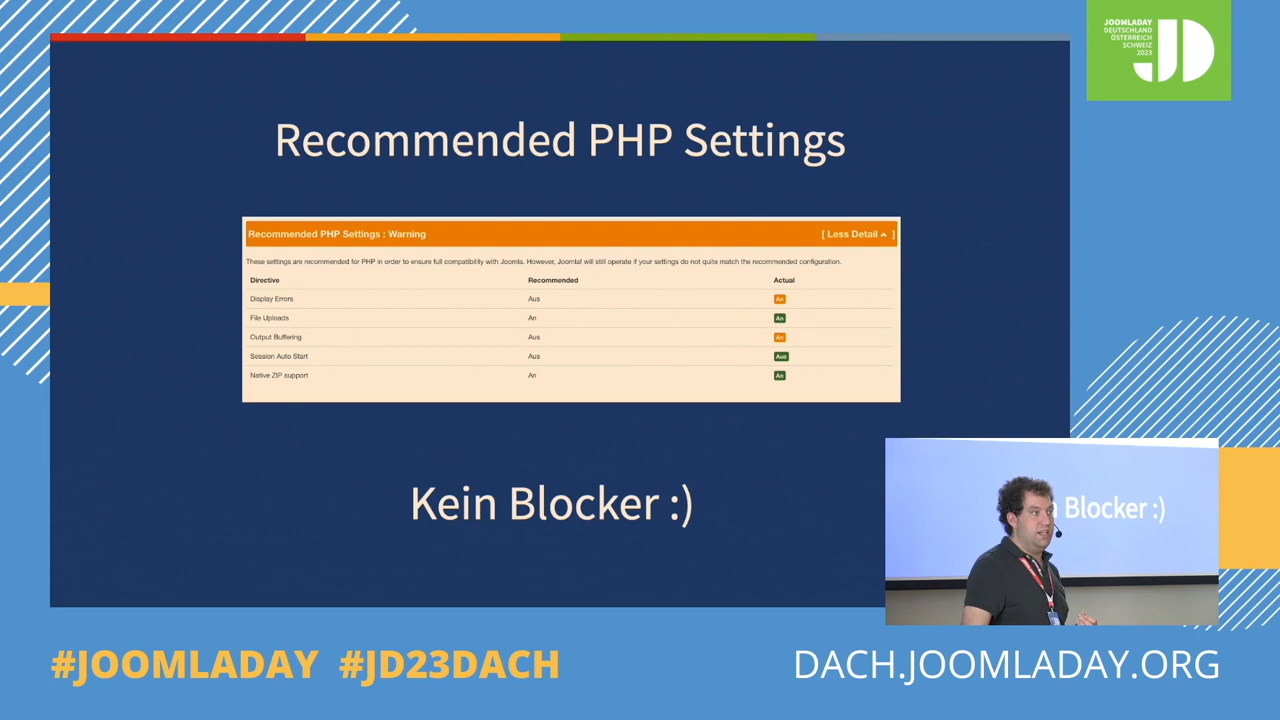 JOOMLADAY
DEUTSCHLAND
ÖSTERREICH
SCHWEIZ
2023
JD
Recommended PHP Settings
Recommended PHP Settings : Warning [ Less Detail ]
These settings are recommended for PHP in order to ensure full compatibility with Joomla. However, Joomla! will still operate if your settings do not quite match the recommended configuration.
Directive Recommended Actual
Display Errors Aus An
File Uploads An An
Output Buffering Aus An
Session Auto Start Aus Aus
Native ZIP support An An
Kein Blocker :)
Blocker :)
#JOOMLADAY #JD23DACH
DACH.JOOMLADAY.ORG